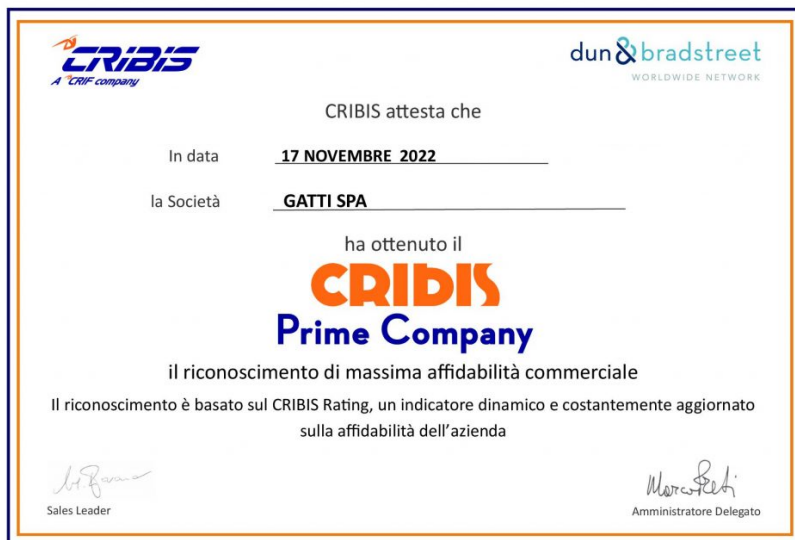 CRIBIS
A CRIF company
dun & bradstreet
WORLDWIDE NETWORK
CRIBIS attesta che
In data 17 NOVEMBRE 2022
la Società GATTI SPA
ha ottenuto il
CRIBIS
Prime Company
il riconoscimento di massima affidabilità commerciale
Il riconoscimento è basato sul CRIBIS Rating, un indicatore dinamico e costantemente aggiornato
sulla affidabilità dell'azienda
Sales Leader
Amministratore Delegato